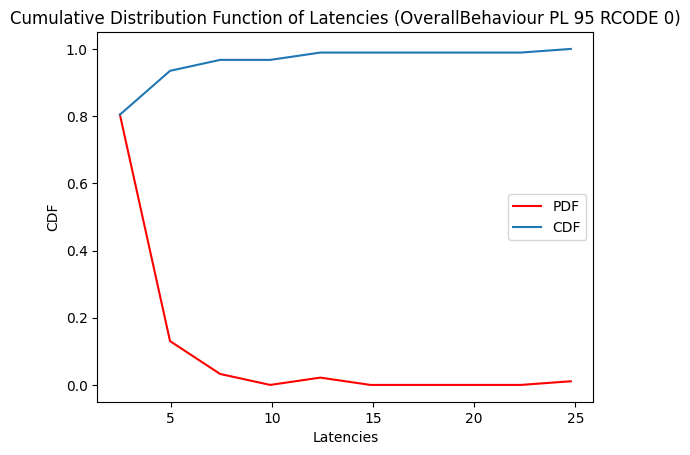 Cumulative Distribution Function of Latencies (OverallBehaviour PL 95 RCODE 0)
1.0
0.8
0.6
0.4
0.2
0.0
CDF
PDF
CDF
5
10
15
20
25
Latencies